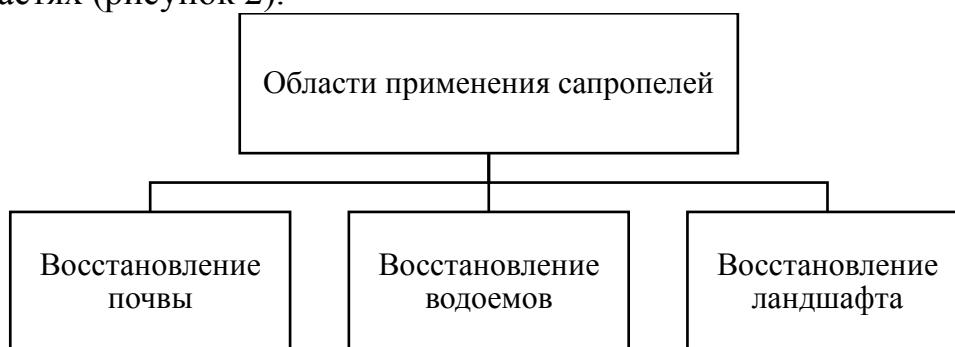 (рисунок 2).
Области применения сапропелей
Восстановление
почвы
Восстановление
водоемов
Восстановление
ландшафта